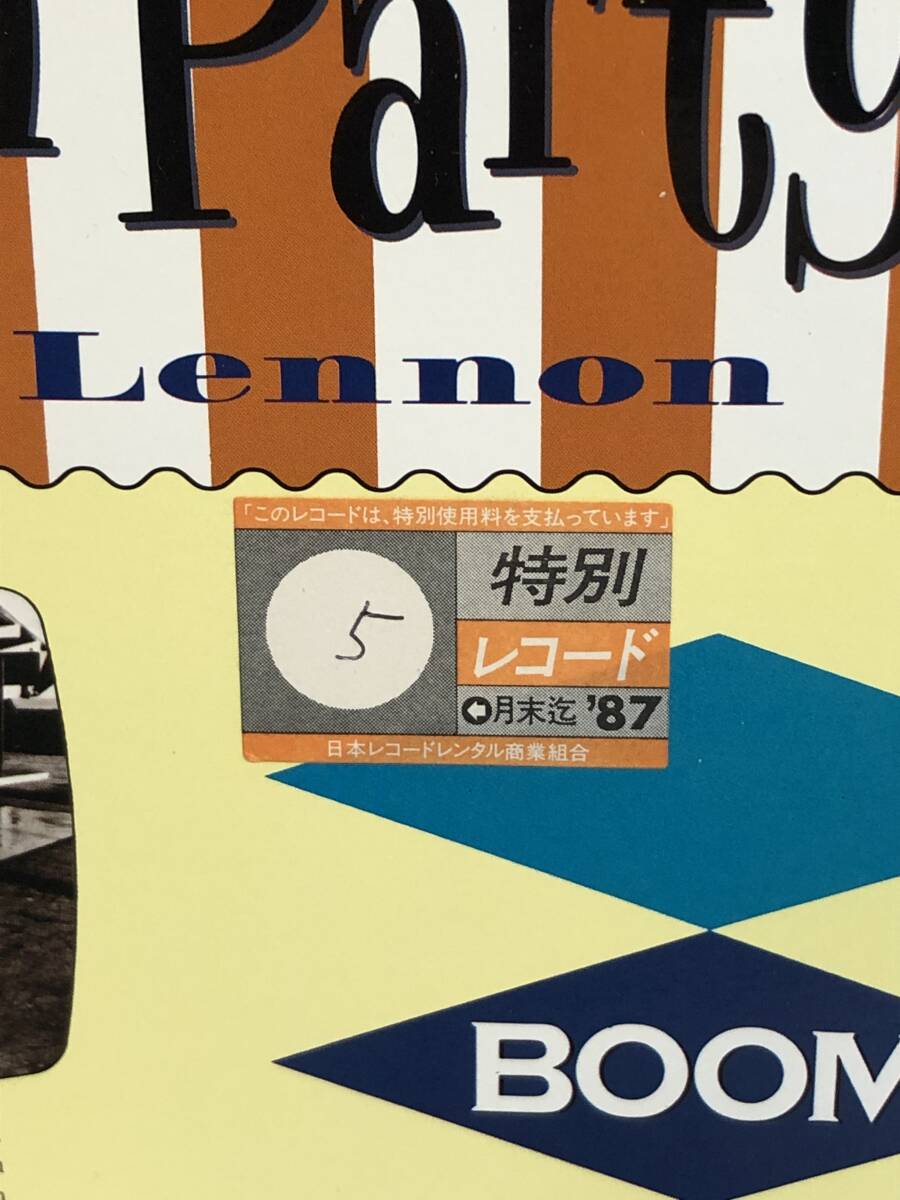 Party
Lennon
「このレコードは、特別使用料を支払っています」
5
特別
レコード
月末迄 '87
日本レコードレンタル商業組合
BOOM